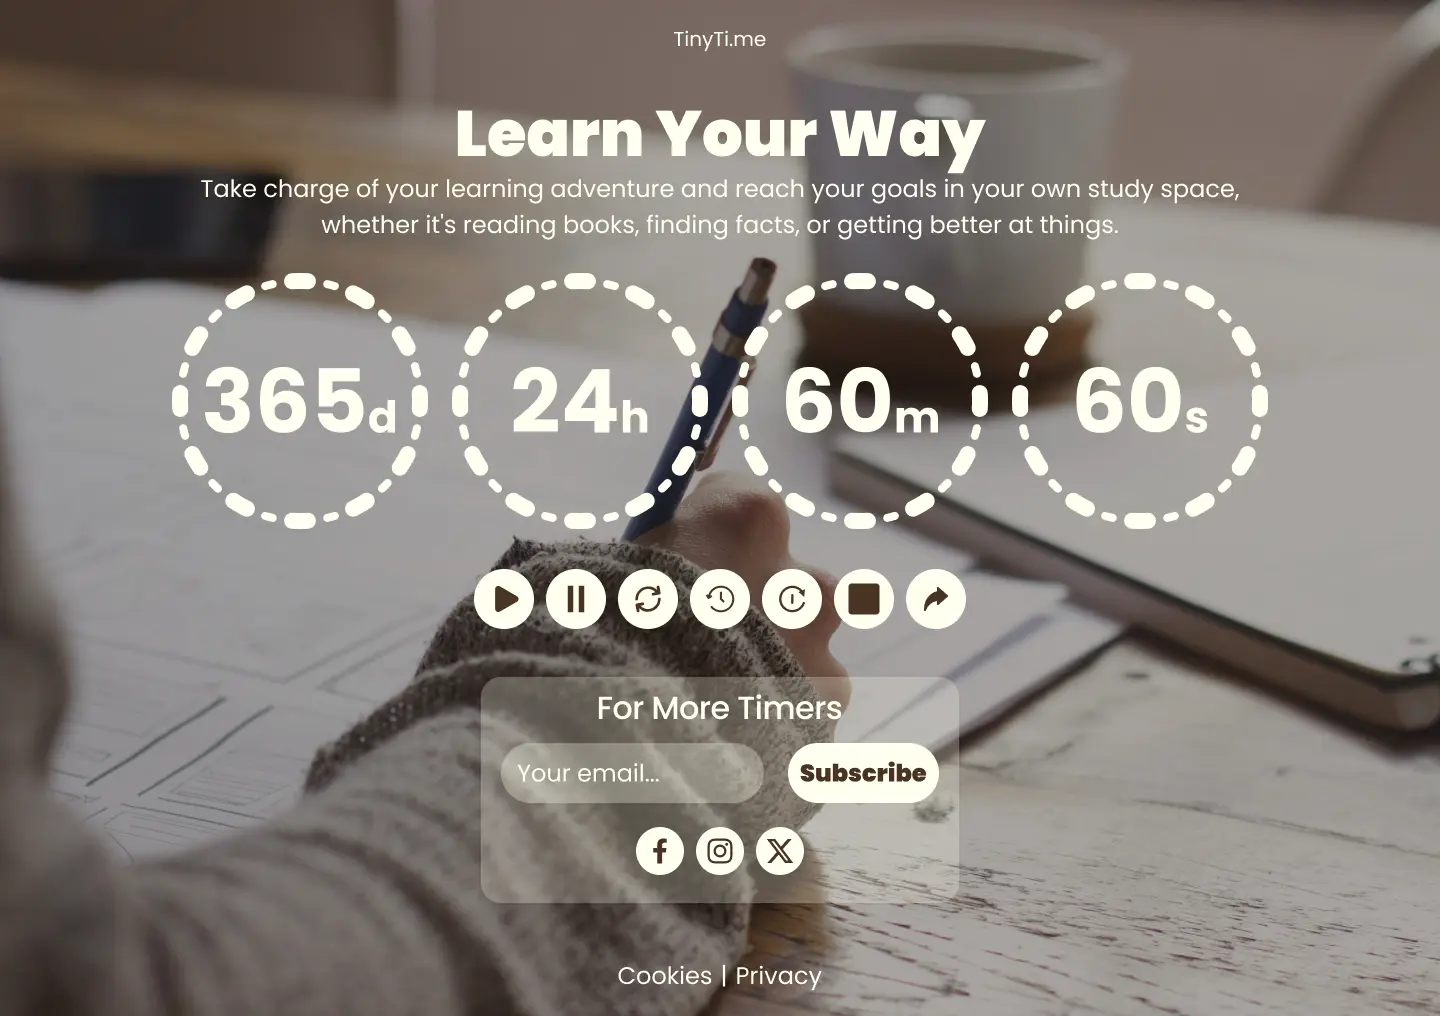 TinyTi.me
Learn Your Way
Take charge of your learning adventure and reach your goals in your own study space,
whether it's reading books, finding facts, or getting better at things.
365d 24h 60m 60s
For More Timers
Your email... Subscribe
Cookies | Privacy